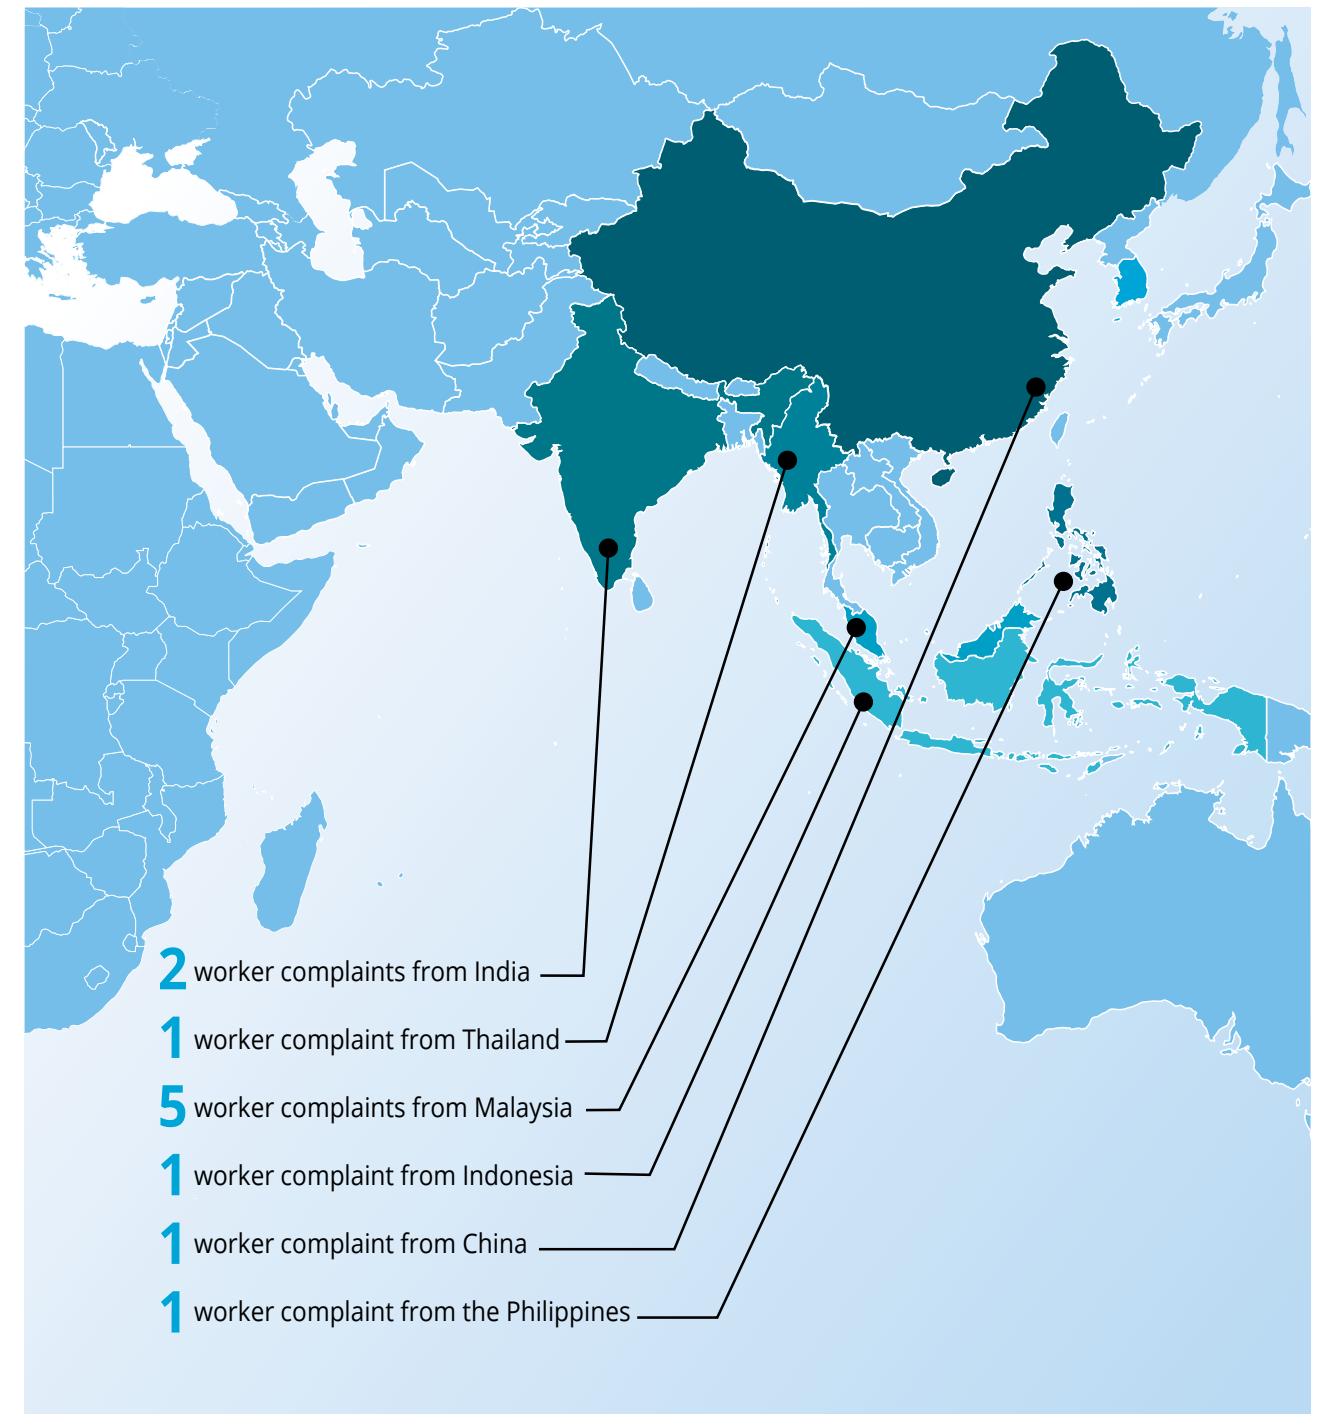 2 worker complaints from India
1 worker complaint from Thailand
5 worker complaints from Malaysia
1 worker complaint from Indonesia
1 worker complaint from China
1 worker complaint from the Philippines